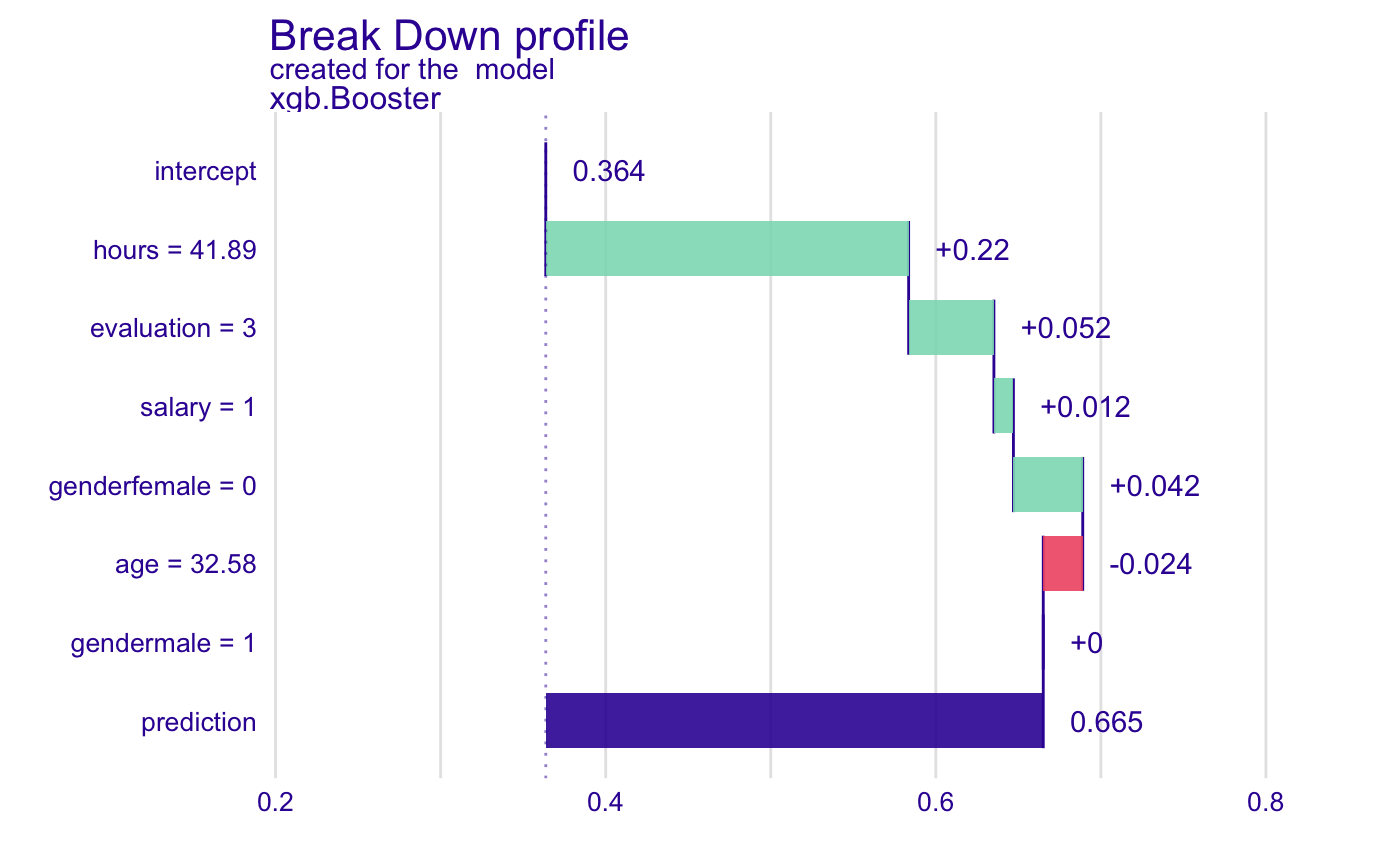 Break Down profile
created for the  model
xgb.Booster
intercept 0.364
hours = 41.89 +0.22
evaluation = 3 +0.052
salary = 1 +0.012
genderfemale = 0 +0.042
age = 32.58 -0.024
gendermale = 1 +0
prediction 0.665
0.2 0.4 0.6 0.8